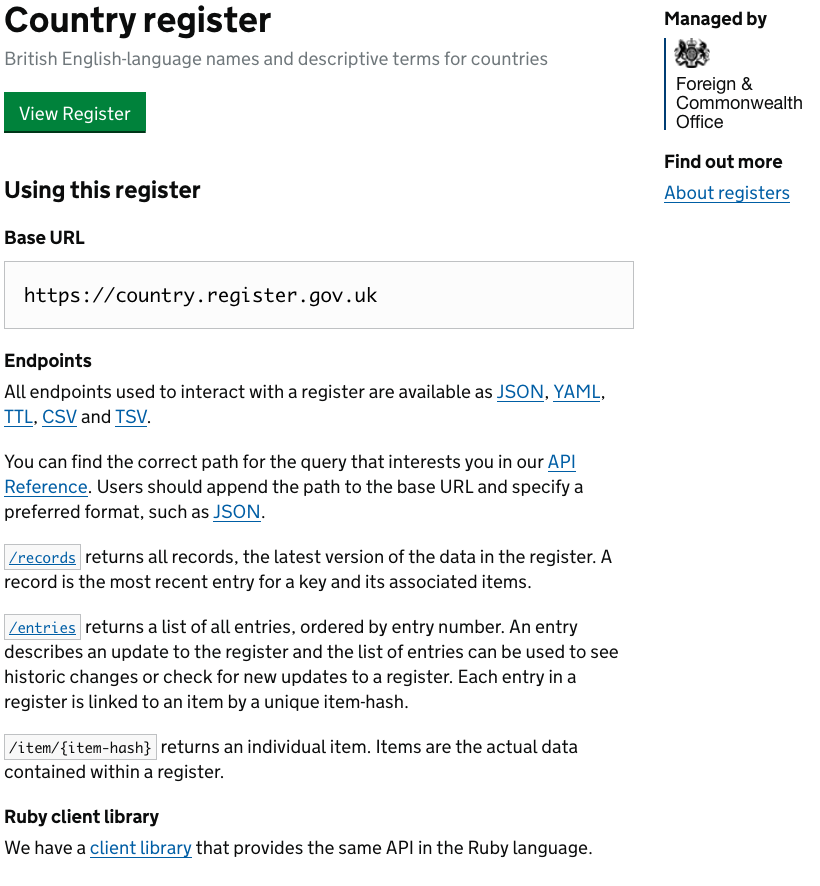 Country register
British English-language names and descriptive terms for countries
View Register
Using this register
Base URL
https://country.register.gov.uk
Endpoints
All endpoints used to interact with a register are available as JSON, YAML,
TTL, CSV and TSV.
You can find the correct path for the query that interests you in our API
Reference. Users should append the path to the base URL and specify a
preferred format, such as JSON.
/records returns all records, the latest version of the data in the register. A
record is the most recent entry for a key and its associated items.
/entries returns a list of all entries, ordered by entry number. An entry
describes an update to the register and the list of entries can be used to see
historic changes or check for new updates to a register. Each entry in a
register is linked to an item by a unique item-hash.
/item/{item-hash} returns an individual item. Items are the actual data
contained within a register.
Ruby client library
We have a client library that provides the same API in the Ruby language.
Managed by
Foreign &
Commonwealth
Office
Find out more
About registers